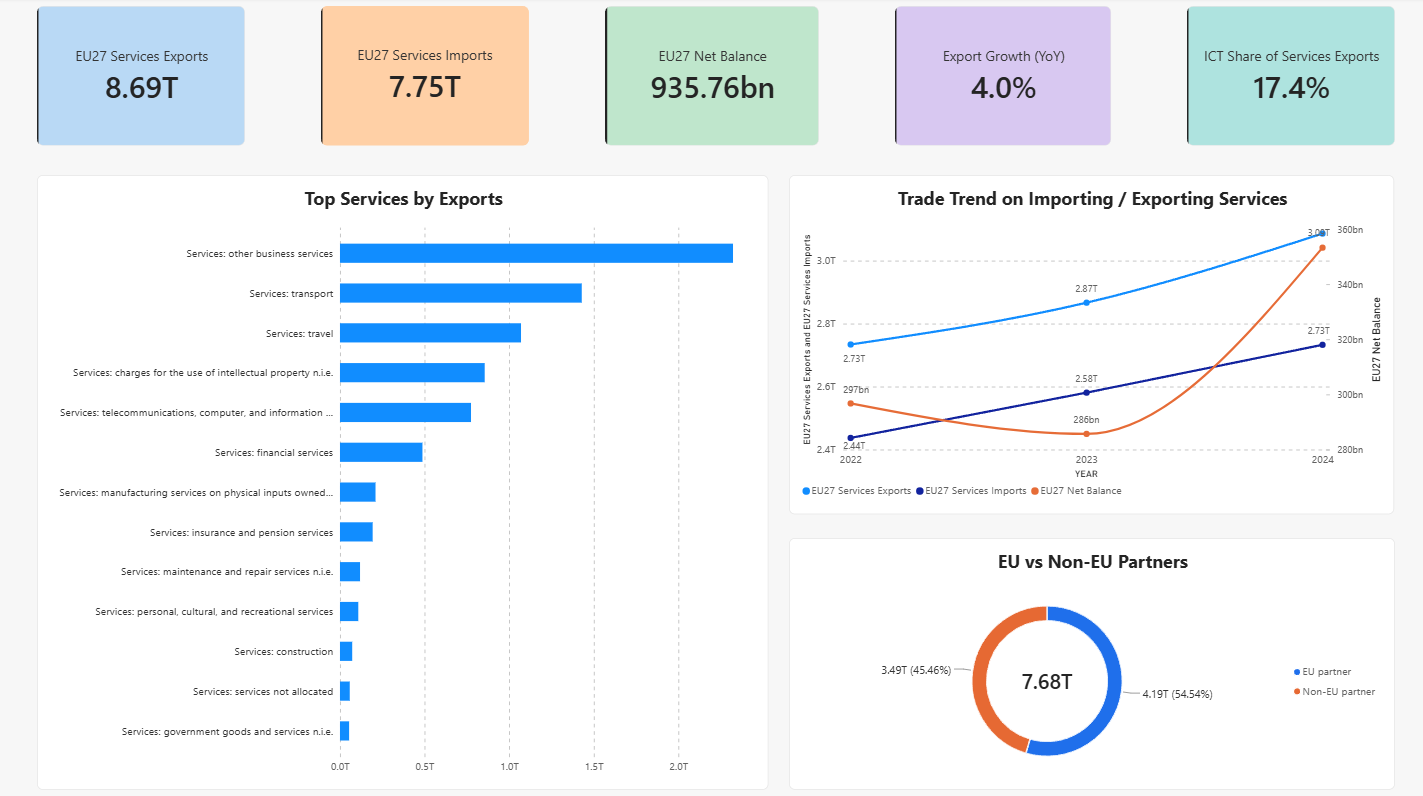 EU27 Services Exports
8.69T
EU27 Services Imports
7.75T
EU27 Net Balance
935.76bn
Export Growth (YoY)
4.0%
ICT Share of Services Exports
17.4%
Top Services by Exports
Services: other business services
Services: transport
Services: travel
Services: charges for the use of intellectual property n.i.e.
Services: telecommunications, computer, and information ...
Services: financial services
Services: manufacturing services on physical inputs owned...
Services: insurance and pension services
Services: maintenance and repair services n.i.e.
Services: personal, cultural, and recreational services
Services: construction
Services: services not allocated
Services: government goods and services n.i.e.
0.0T 0.5T 1.0T 1.5T 2.0T
Trade Trend on Importing / Exporting Services
EU27 Services Exports and EU27 Services Imports
3.0T
2.8T
2.6T
2.4T
2.73T
2.87T
3.09T
297bn
286bn
2.44T
2.58T
2.73T
360bn
340bn
320bn
300bn
280bn
EU27 Net Balance
2022 2023 2024
YEAR
EU27 Services Exports EU27 Services Imports EU27 Net Balance
EU vs Non-EU Partners
3.49T (45.46%)
7.68T
4.19T (54.54%)
EU partner
Non-EU partner